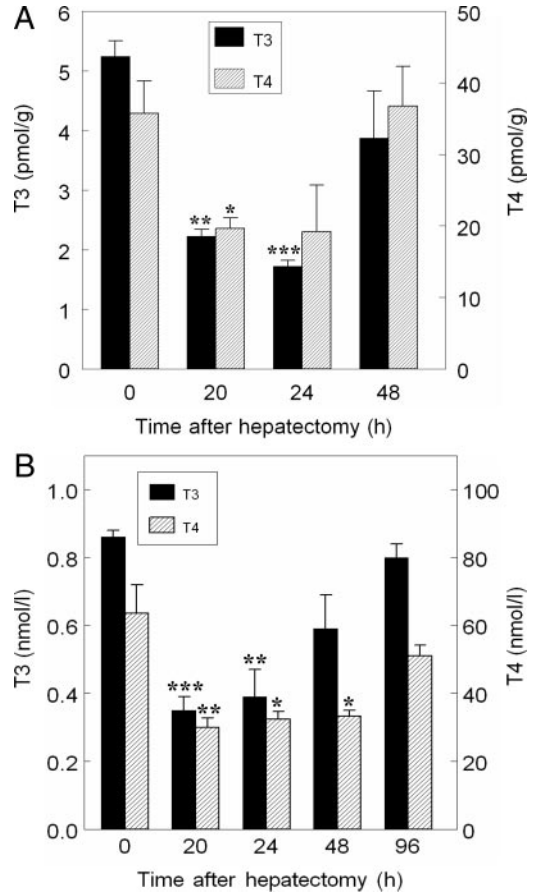 A
6
5
4
3
2
1
0
T3 (pmol/g)
T3
T4
50
40
30
20
10
0
T4 (pmol/g)
** * ***
0 20 24 48
Time after hepatectomy (h)
B
1.0
0.8
0.6
0.4
0.2
0.0
T3 (nmol/l)
T3
T4
100
80
60
40
20
0
T4 (nmol/l)
*** ** ** * *
0 20 24 48 96
Time after hepatectomy (h)